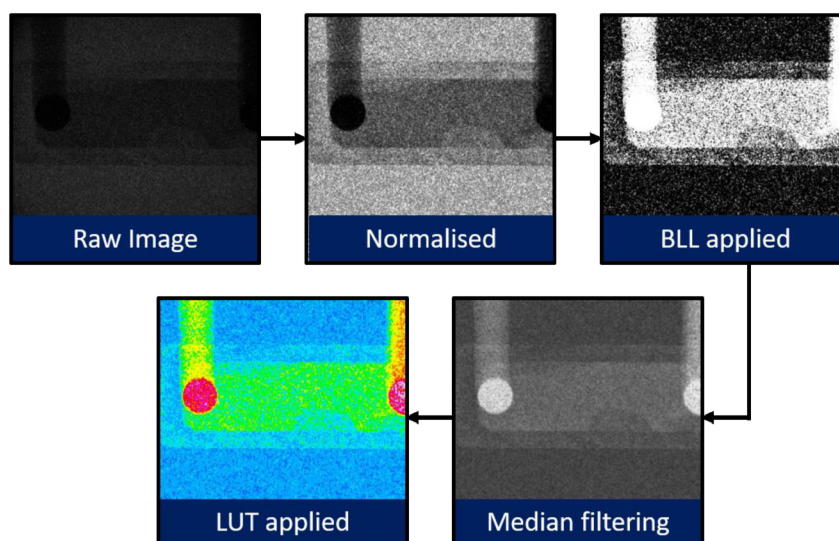 Raw Image
Normalised
BLL applied
LUT applied
Median filtering